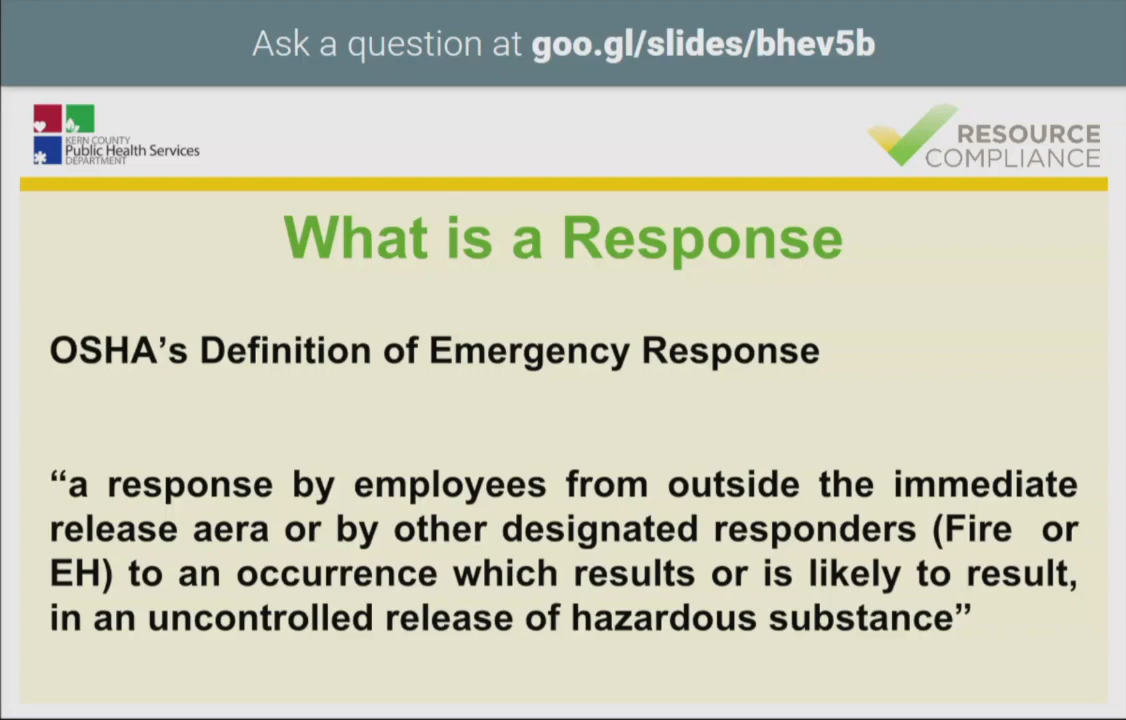 Ask a question at goo.gl/slides/bhev5b
KERN COUNTY
Public Health Services
DEPARTMENT
RESOURCE
COMPLIANCE
What is a Response
OSHA’s Definition of Emergency Response
“a response by employees from outside the immediate
release aera or by other designated responders (Fire or
EH) to an occurrence which results or is likely to result,
in an uncontrolled release of hazardous substance”